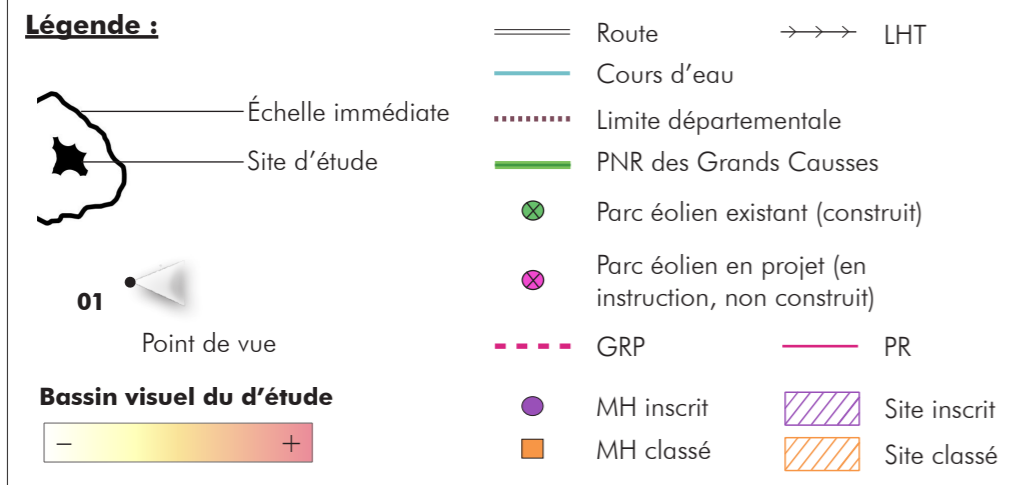 Légende :
Échelle immédiate
Site d'étude
01
Point de vue
Bassin visuel du d'étude
− +
Route
LHT
Cours d'eau
Limite départementale
PNR des Grands Causses
Parc éolien existant (construit)
Parc éolien en projet (en
instruction, non construit)
GRP
PR
MH inscrit
Site inscrit
MH classé
Site classé